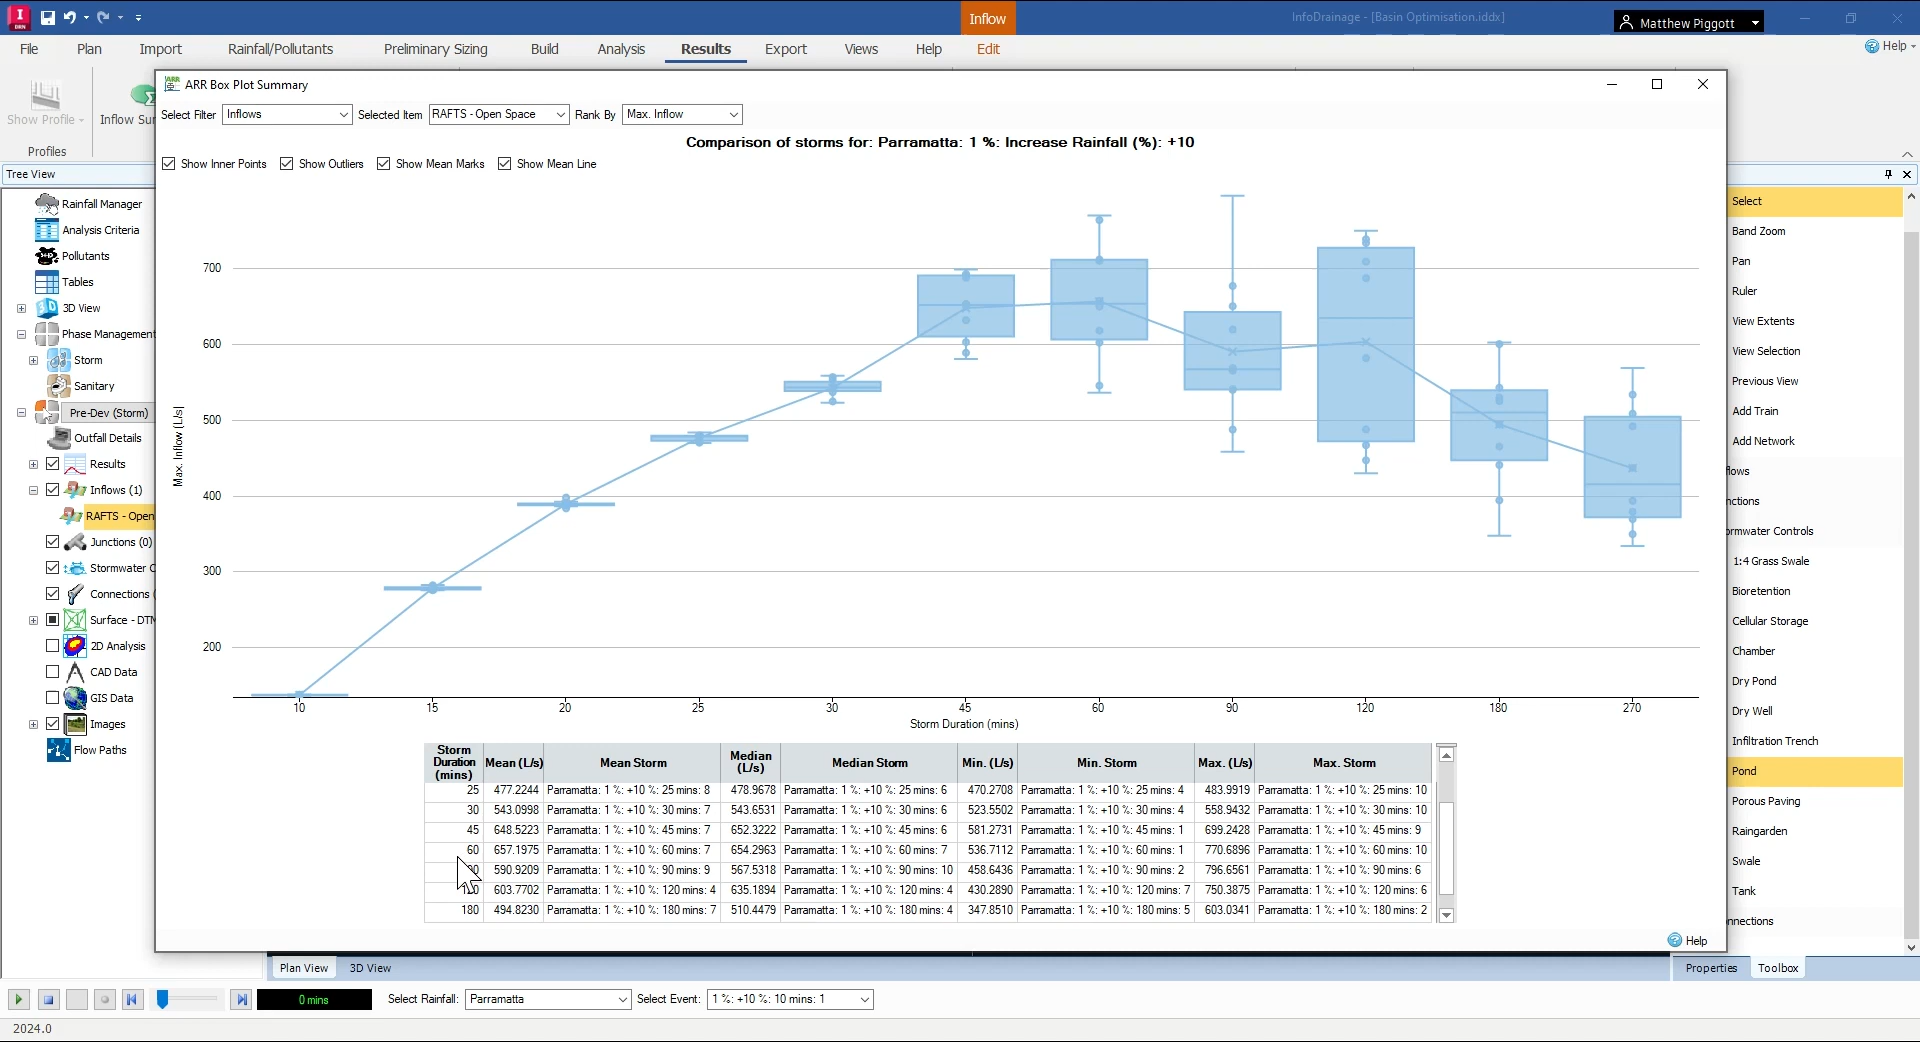 Inflow
InfoDrainage - [Basin Optimisation.iddx]
Matthew Piggott
File Plan Import Rainfall/Pollutants Preliminary Sizing Build Analysis Results Export Views Help Edit
Help
Show Profile
Inflow Sur
Profiles
ARR Box Plot Summary
Select Filter Inflows Selected Item RAFTS - Open Space Rank By Max. Inflow
Comparison of storms for: Parramatta: 1 %: Increase Rainfall (%): +10
Show Inner Points Show Outliers Show Mean Marks Show Mean Line
Tree View
Rainfall Manager
Analysis Criteria
Pollutants
Tables
3D View
Phase Management
Storm
Sanitary
Pre-Dev (Storm)
Outfall Details
Results
Inflows (1)
RAFTS - Open
Junctions (0)
Stormwater C
Connections (
Surface - DTM
2D Analysis
CAD Data
GIS Data
Images
Flow Paths
Max. Inflow (L/s)
700
600
500
400
300
200
10 15 20 25 30 45 60 90 120 180 270
Storm Duration (mins)
Storm Duration (mins) Mean (L/s) Mean Storm Median (L/s) Median Storm Min. (L/s) Min. Storm Max. (L/s) Max. Storm
25 477.2244 Parramatta: 1 %: +10 %: 25 mins: 8 478.9678 Parramatta: 1 %: +10 %: 25 mins: 6 470.2708 Parramatta: 1 %: +10 %: 25 mins: 4 483.9919 Parramatta: 1 %: +10 %: 25 mins: 10
30 543.0998 Parramatta: 1 %: +10 %: 30 mins: 7 543.6531 Parramatta: 1 %: +10 %: 30 mins: 6 523.5502 Parramatta: 1 %: +10 %: 30 mins: 4 558.9432 Parramatta: 1 %: +10 %: 30 mins: 10
45 648.5223 Parramatta: 1 %: +10 %: 45 mins: 7 652.3222 Parramatta: 1 %: +10 %: 45 mins: 6 581.2731 Parramatta: 1 %: +10 %: 45 mins: 1 699.2428 Parramatta: 1 %: +10 %: 45 mins: 9
60 657.1975 Parramatta: 1 %: +10 %: 60 mins: 7 654.2963 Parramatta: 1 %: +10 %: 60 mins: 7 536.7112 Parramatta: 1 %: +10 %: 60 mins: 1 770.6896 Parramatta: 1 %: +10 %: 60 mins: 10
590.9209 Parramatta: 1 %: +10 %: 90 mins: 9 567.5318 Parramatta: 1 %: +10 %: 90 mins: 10 458.6436 Parramatta: 1 %: +10 %: 90 mins: 2 796.6561 Parramatta: 1 %: +10 %: 90 mins: 6
603.7702 Parramatta: 1 %: +10 %: 120 mins: 4 635.1894 Parramatta: 1 %: +10 %: 120 mins: 4 430.2890 Parramatta: 1 %: +10 %: 120 mins: 7 750.3875 Parramatta: 1 %: +10 %: 120 mins: 6
180 494.8230 Parramatta: 1 %: +10 %: 180 mins: 7 510.4479 Parramatta: 1 %: +10 %: 180 mins: 4 347.8510 Parramatta: 1 %: +10 %: 180 mins: 5 603.0341 Parramatta: 1 %: +10 %: 180 mins: 2
Help
Select
Band Zoom
Pan
Ruler
View Extents
View Selection
Previous View
Add Train
Add Network
flows
nctions
ormwater Controls
1:4 Grass Swale
Bioretention
Cellular Storage
Chamber
Dry Pond
Dry Well
Infiltration Trench
Pond
Porous Paving
Raingarden
Swale
Tank
nnections
Plan View 3D View
Properties Toolbox
0 mins Select Rainfall: Parramatta Select Event: 1 %: +10 %: 10 mins: 1
2024.0